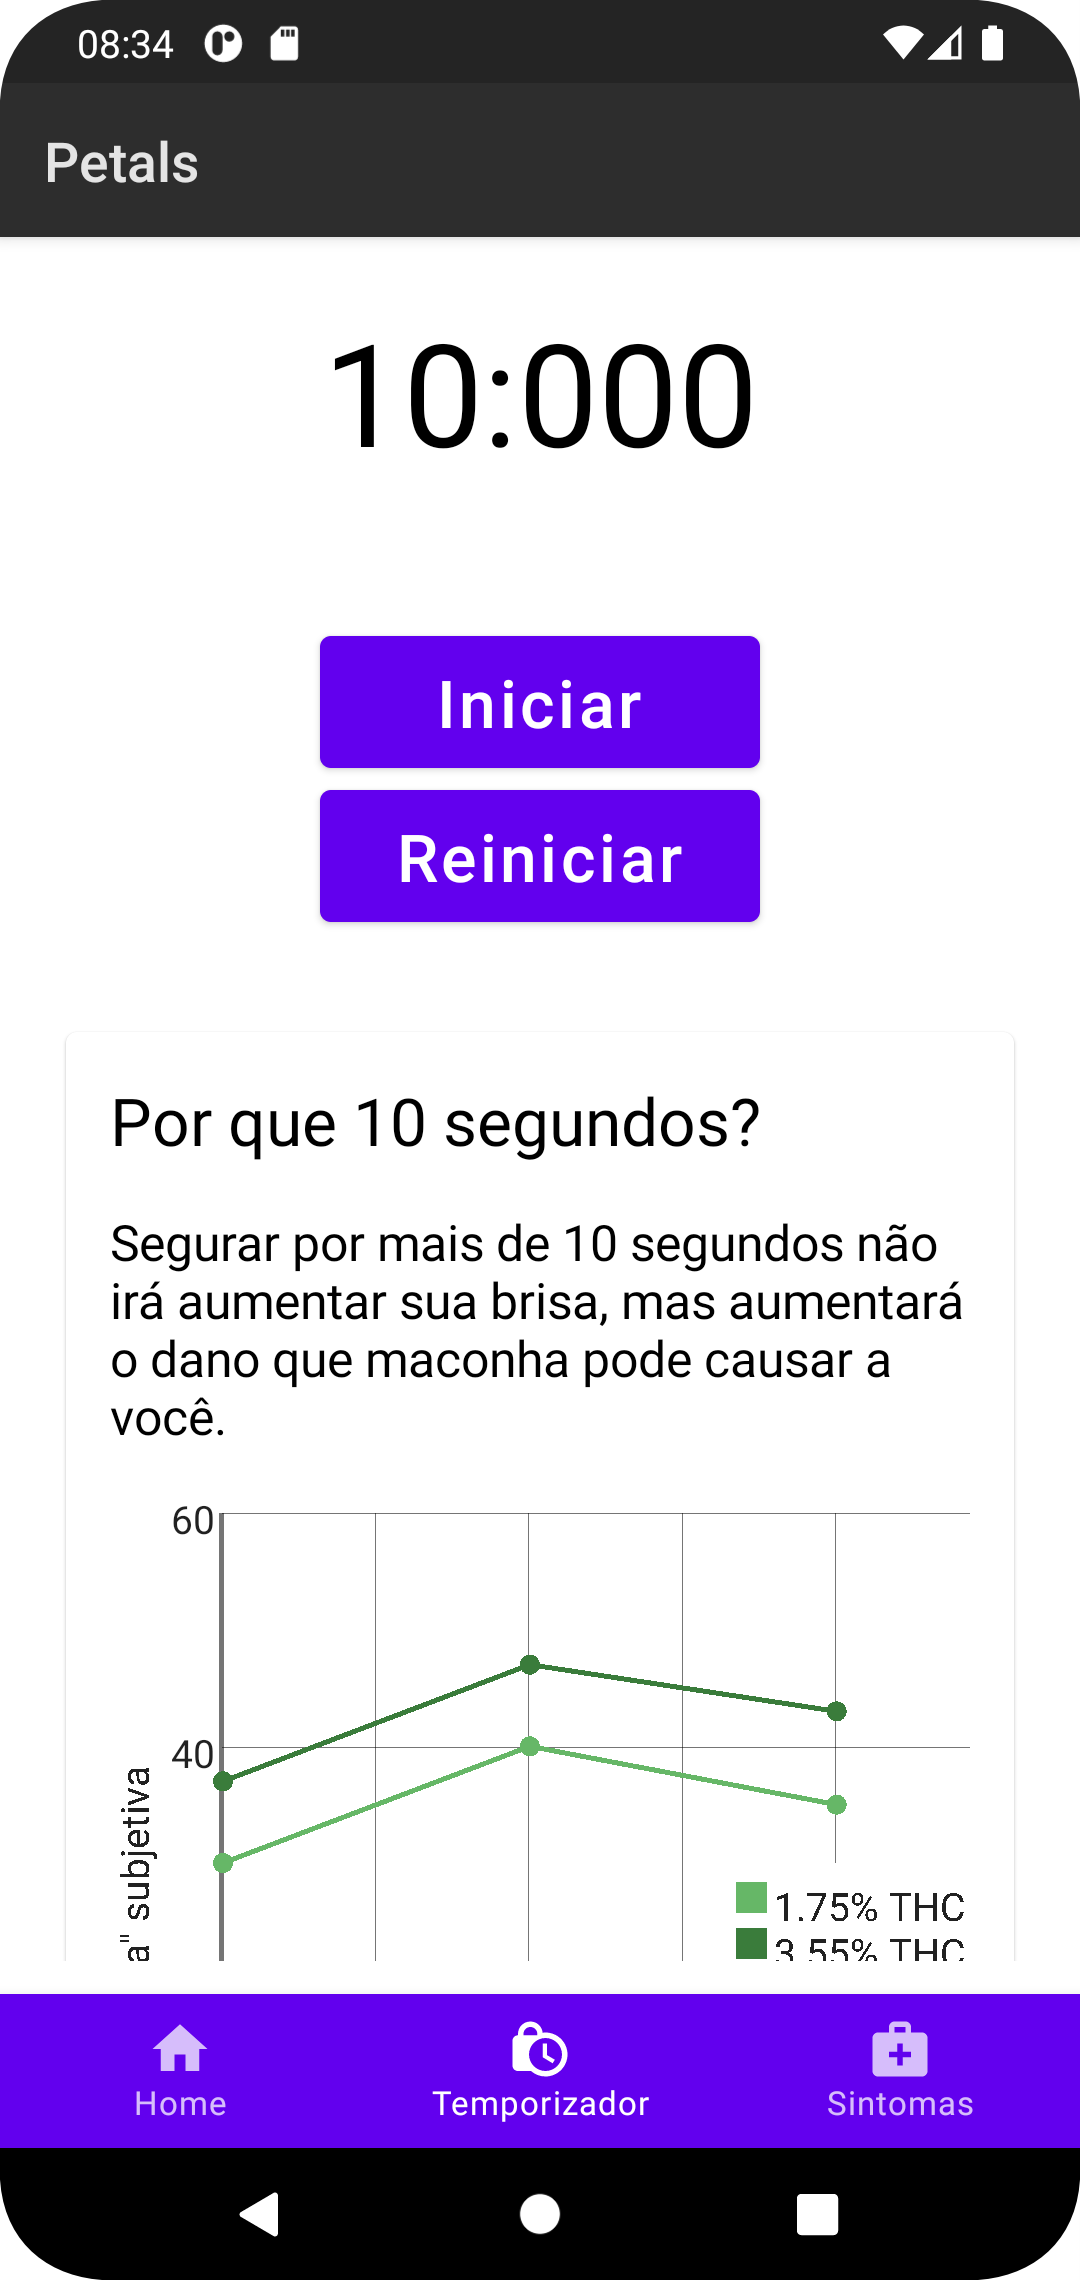 08:34
Petals
10:000
Iniciar
Reiniciar
Por que 10 segundos?
Segurar por mais de 10 segundos não
irá aumentar sua brisa, mas aumentará
o dano que maconha pode causar a
você.
60
40
a" subjetiva
1.75% THC
3.55% THC
Home
Temporizador
Sintomas